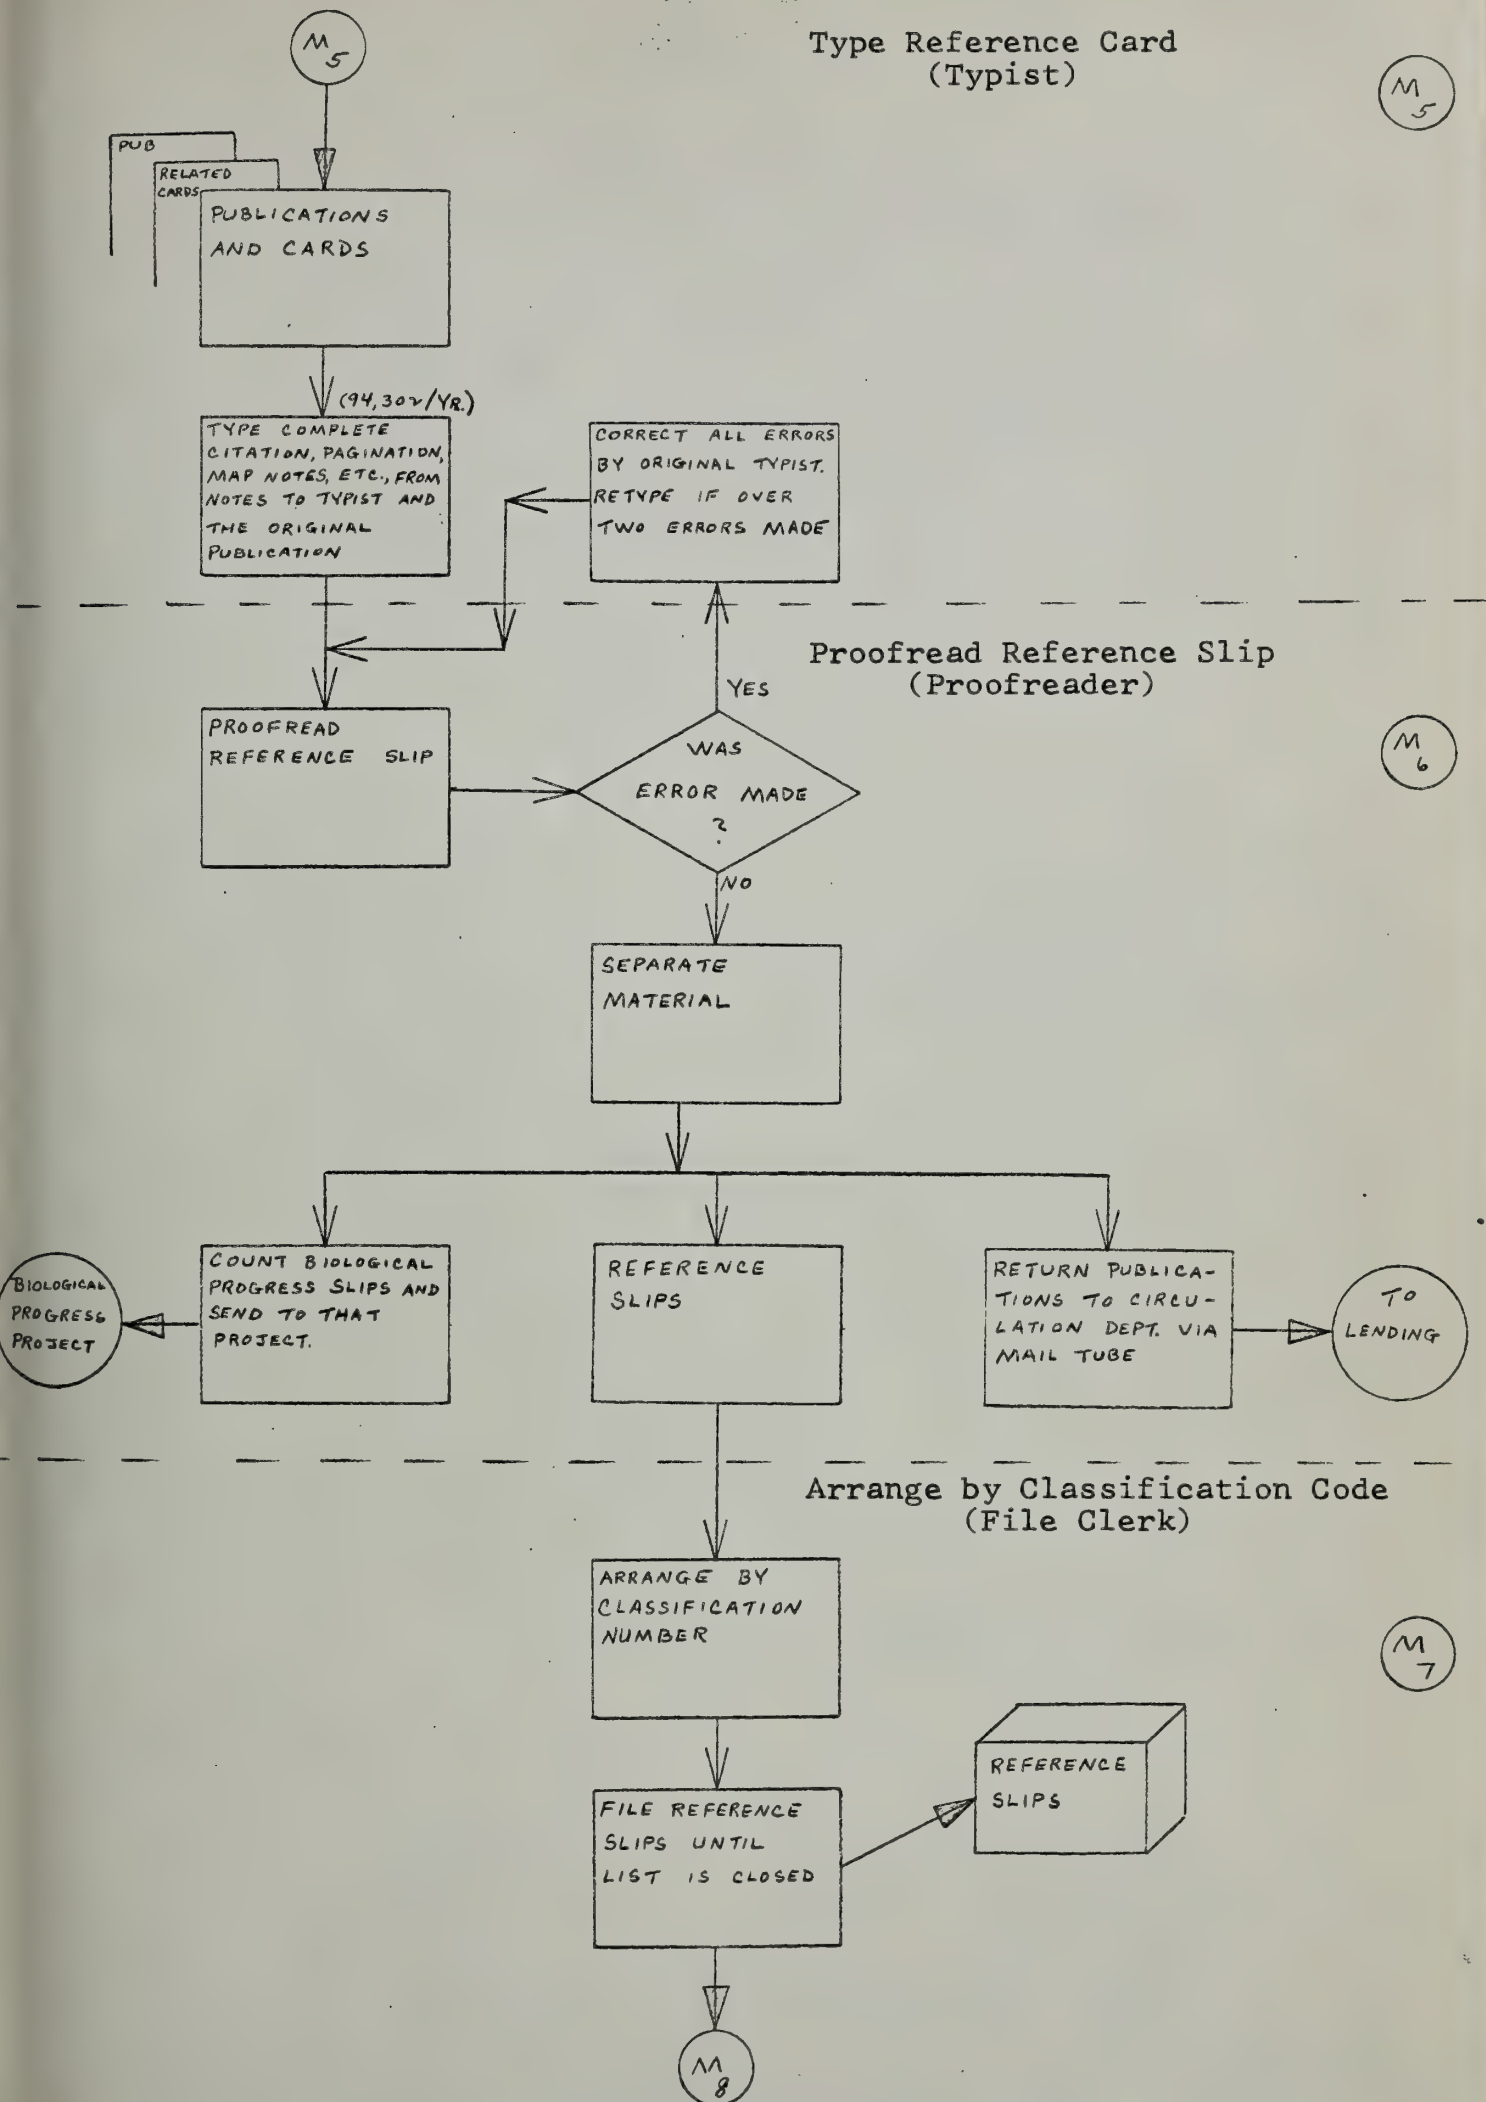 M
5
Type Reference Card
(Typist)
M
5
PUB
RELATED
CARDS
PUBLICATIONS
AND CARDS
(94,302/YR.)
TYPE COMPLETE
CITATION, PAGINATION,
MAP NOTES, ETC., FROM
NOTES TO TYPIST AND
THE ORIGINAL
PUBLICATION
CORRECT ALL ERRORS
BY ORIGINAL TYPIST.
RETYPE IF OVER
TWO ERRORS MADE
Proofread Reference Slip
(Proofreader)
YES
M
6
PROOFREAD
REFERENCE SLIP
WAS
ERROR MADE
?
NO
SEPARATE
MATERIAL
BIOLOGICAL
PROGRESS
PROJECT
COUNT BIOLOGICAL
PROGRESS SLIPS AND
SEND TO THAT
PROJECT.
REFERENCE
SLIPS
RETURN PUBLICA-
TIONS TO CIRCU-
LATION DEPT. VIA
MAIL TUBE
TO
LENDING
Arrange by Classification Code
(File Clerk)
ARRANGE BY
CLASSIFICATION
NUMBER
M
7
FILE REFERENCE
SLIPS UNTIL
LIST IS CLOSED
REFERENCE
SLIPS
M
8